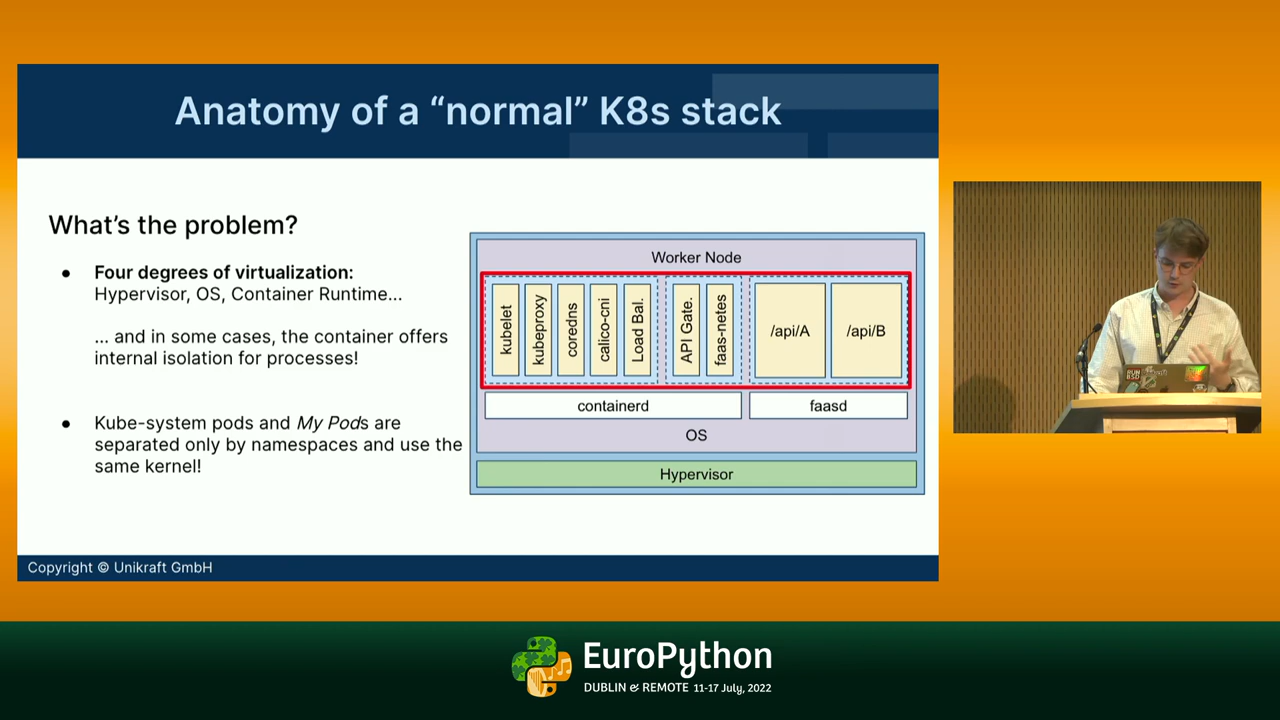 Anatomy of a “normal” K8s stack
What’s the problem?
● Four degrees of virtualization:
Hypervisor, OS, Container Runtime...
... and in some cases, the container offers
internal isolation for processes!
● Kube-system pods and My Pods are
separated only by namespaces and use the
same kernel!
Worker Node
kubelet
kubeproxy
coredns
calico-cni
Load Bal.
API Gate.
faas-netes
/api/A
/api/B
containerd
faasd
OS
Hypervisor
Copyright © Unikraft GmbH
RUN
BSD
EuroPython
DUBLIN & REMOTE 11-17 July, 2022